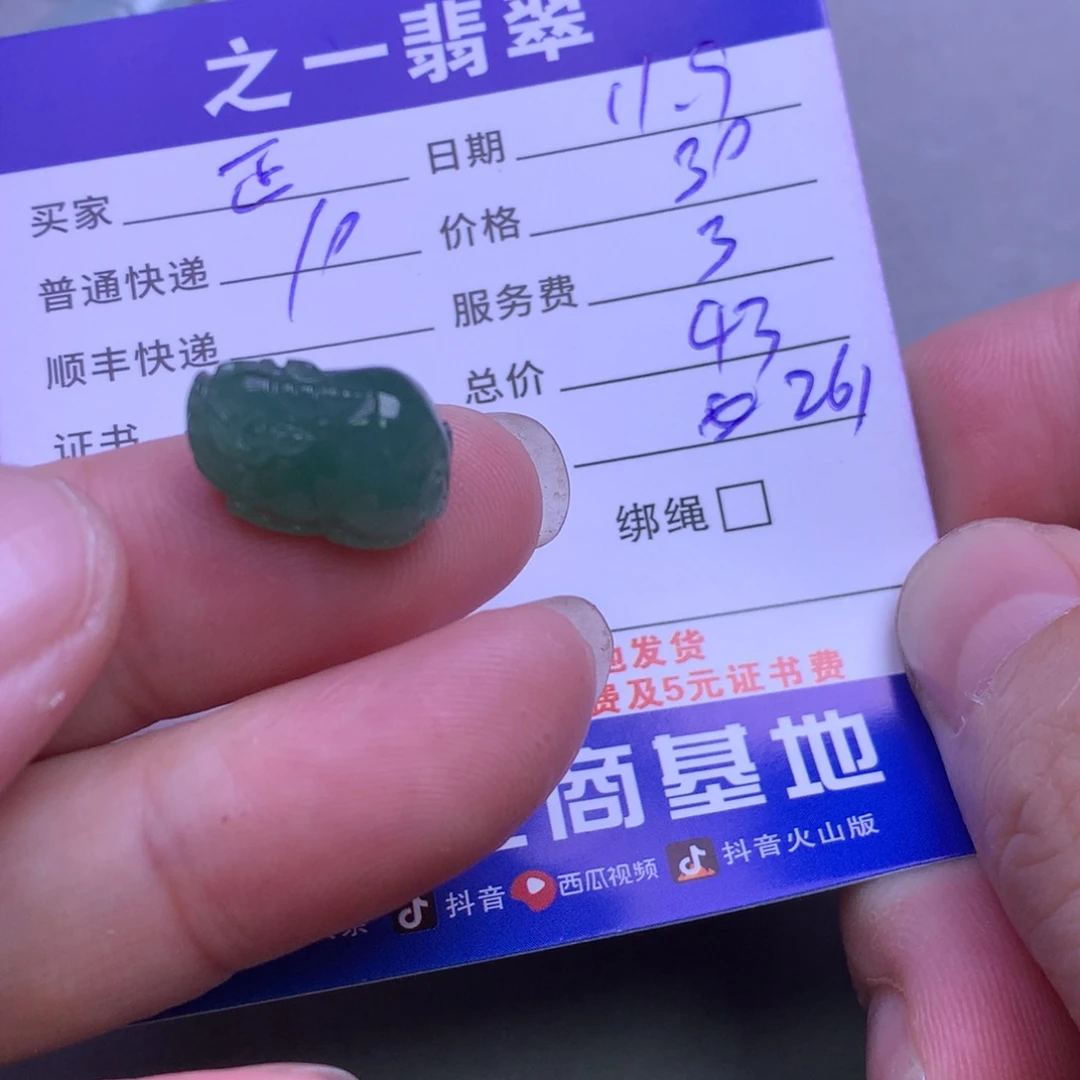 之一翡翠
买家 正 日期 11.9
普通快递 10 价格 30
顺丰快递 服务费 3
证书 总价 43
261
绑绳
地发货
费及5元证书费
商基地
抖音 西瓜视频 抖音火山版